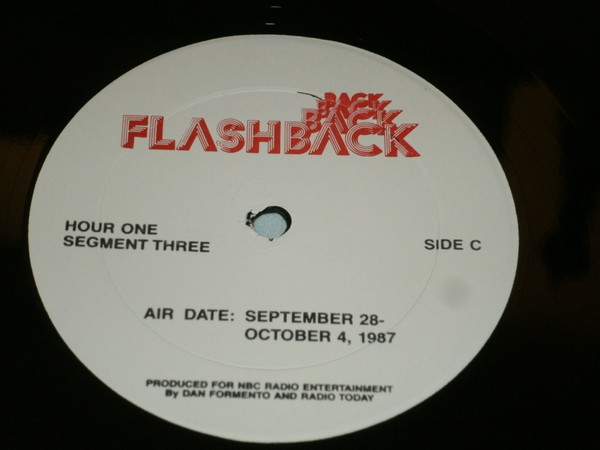 BACK
BACK
FLASHBACK
HOUR ONE
SEGMENT THREE
SIDE C
AIR DATE: SEPTEMBER 28-
OCTOBER 4, 1987
PRODUCED FOR NBC RADIO ENTERTAINMENT
By DAN FORMENTO AND RADIO TODAY